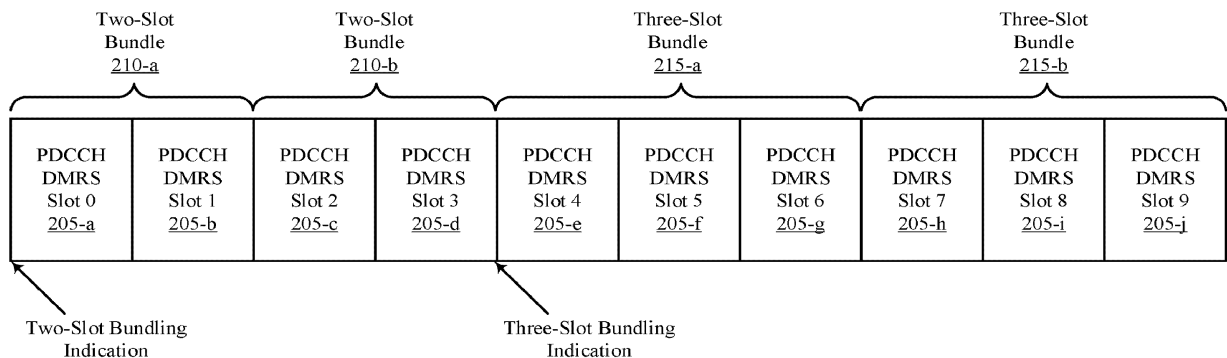 Two-Slot
Bundle
210-a
Two-Slot
Bundle
210-b
Three-Slot
Bundle
215-a
Three-Slot
Bundle
215-b
PDCCH
DMRS
Slot 0
205-a
PDCCH
DMRS
Slot 1
205-b
PDCCH
DMRS
Slot 2
205-c
PDCCH
DMRS
Slot 3
205-d
PDCCH
DMRS
Slot 4
205-e
PDCCH
DMRS
Slot 5
205-f
PDCCH
DMRS
Slot 6
205-g
PDCCH
DMRS
Slot 7
205-h
PDCCH
DMRS
Slot 8
205-i
PDCCH
DMRS
Slot 9
205-j
Two-Slot Bundling
Indication
Three-Slot Bundling
Indication